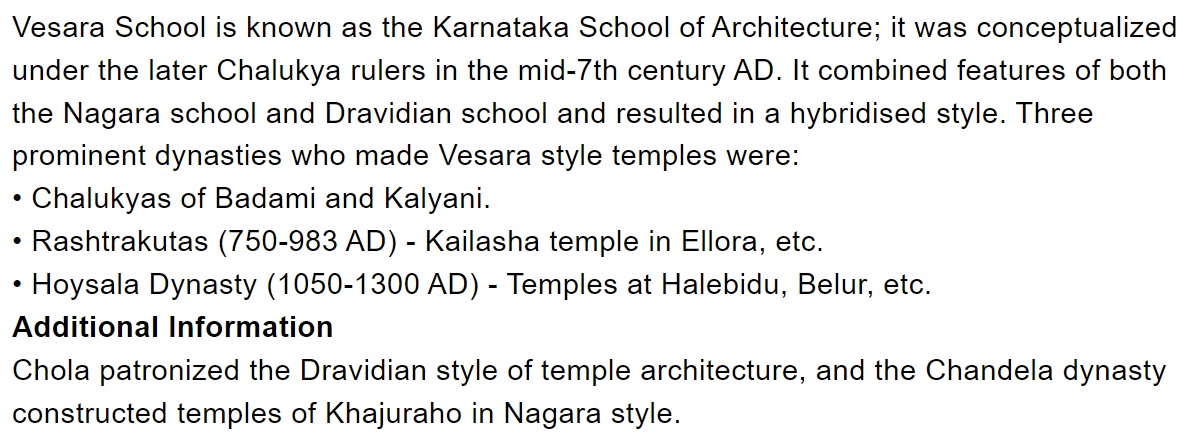 Vesara School is known as the Karnataka School of Architecture; it was conceptualized
under the later Chalukya rulers in the mid-7th century AD. It combined features of both
the Nagara school and Dravidian school and resulted in a hybridised style. Three
prominent dynasties who made Vesara style temples were:
• Chalukyas of Badami and Kalyani.
• Rashtrakutas (750-983 AD) - Kailasha temple in Ellora, etc.
• Hoysala Dynasty (1050-1300 AD) - Temples at Halebidu, Belur, etc.
Additional Information
Chola patronized the Dravidian style of temple architecture, and the Chandela dynasty
constructed temples of Khajuraho in Nagara style.